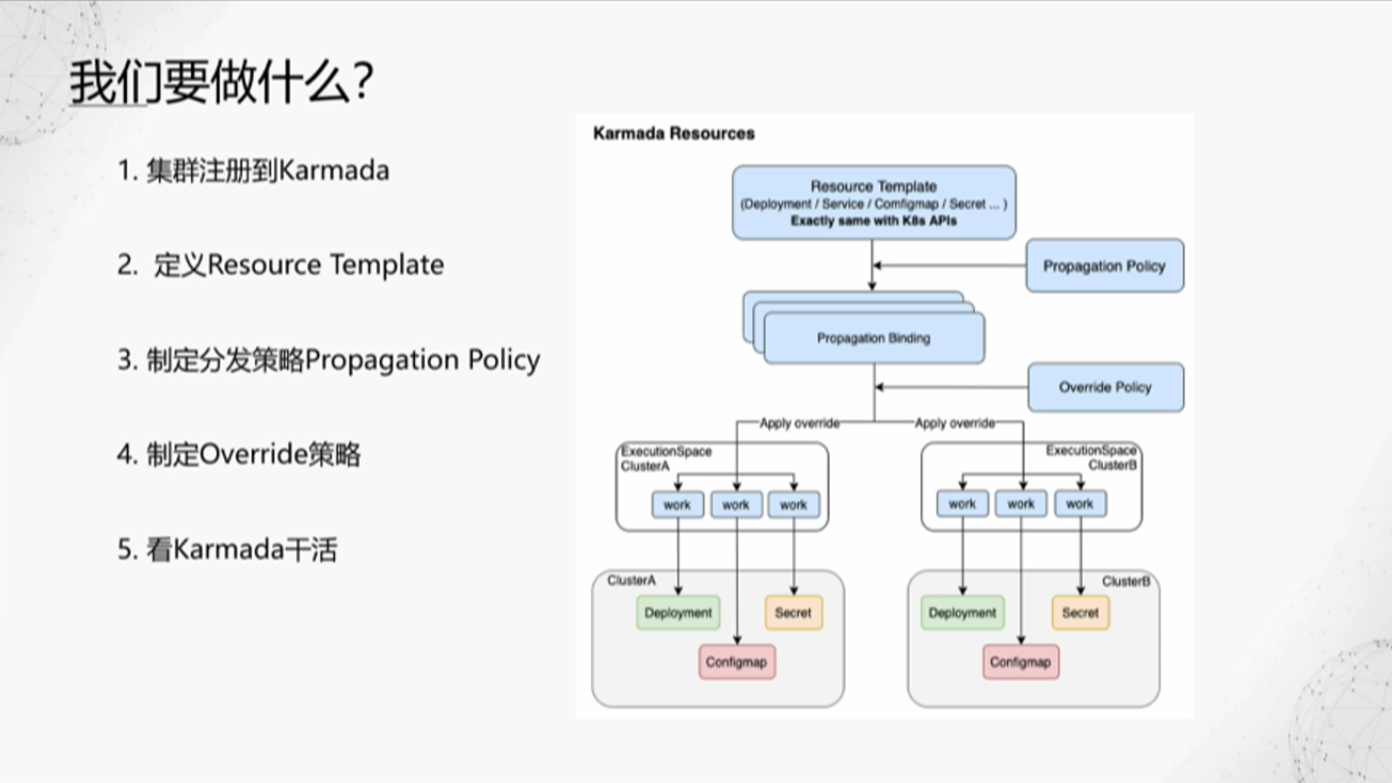 我们要做什么？
1. 集群注册到Karmada
2. 定义Resource Template
3. 制定分发策略Propagation Policy
4. 制定Override策略
5. 看Karmada干活
Karmada Resources
Resource Template
(Deployment / Service / Comfigmap / Secret ... )
Exactly same with K8s APIs
Propagation Policy
Propagation Binding
Override Policy
Apply override
Apply override
ExecutionSpace
ClusterA
work
work
work
ExecutionSpace
ClusterB
work
work
work
ClusterA
Deployment
Secret
Configmap
ClusterB
Deployment
Secret
Configmap